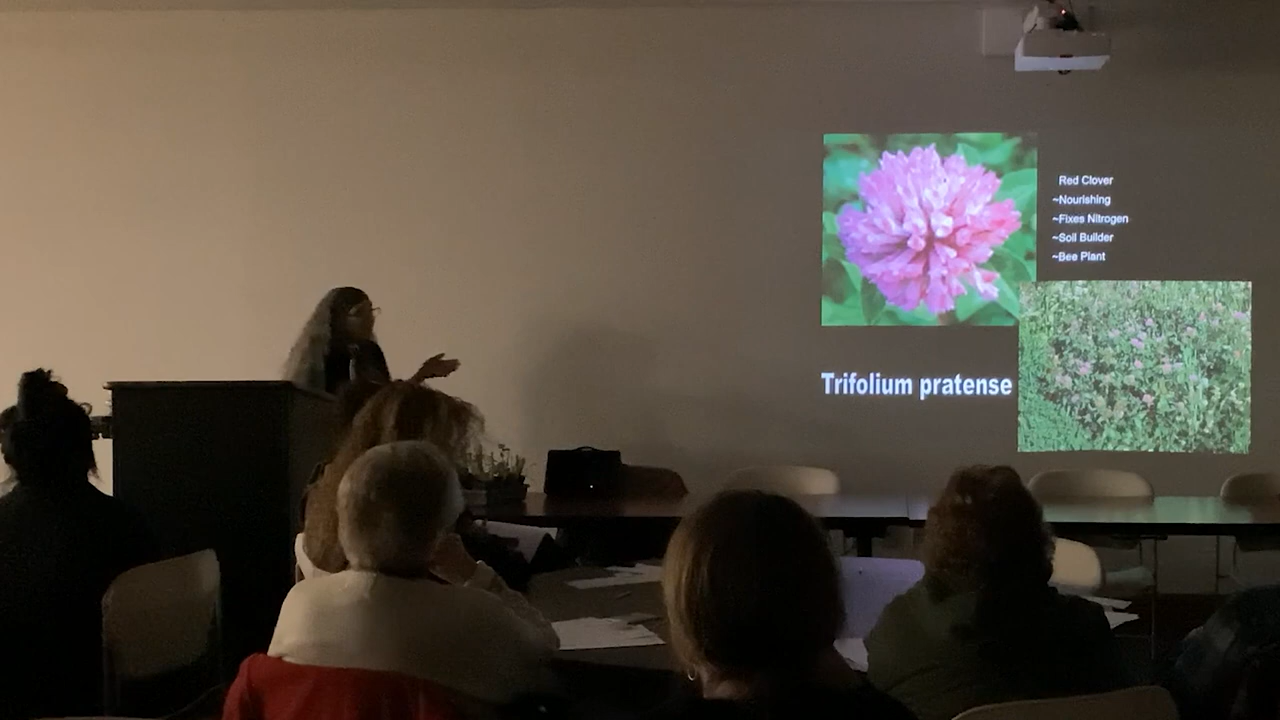 Red Clover
~Nourishing
~Fixes Nitrogen
~Soil Builder
~Bee Plant
Trifolium pratense